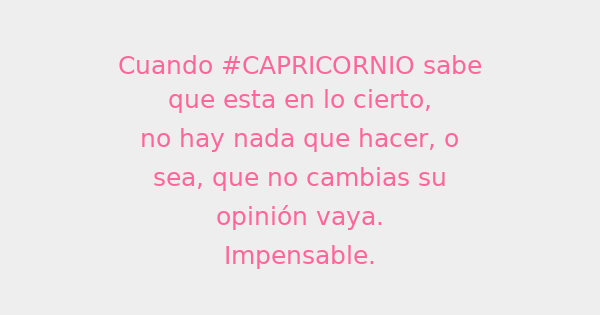 Cuando #CAPRICORNIO sabe
que esta en lo cierto,
no hay nada que hacer, o
sea, que no cambias su
opinión vaya.
Impensable.